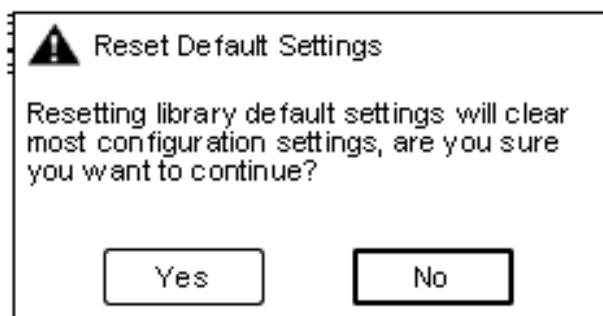 Reset Default Settings
Resetting library default settings will clear
most configuration settings, are you sure
you want to continue?
Yes
No